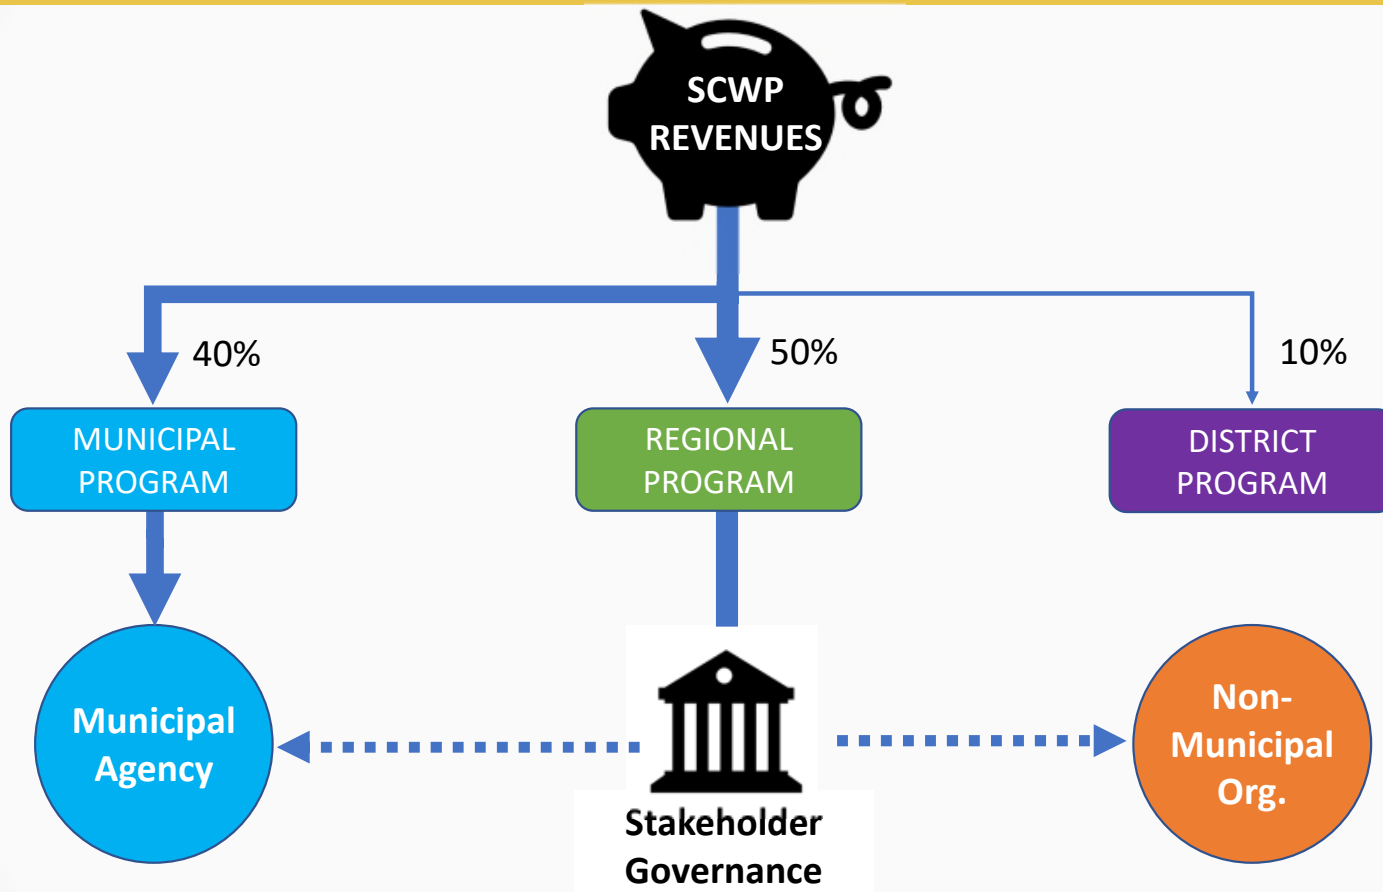 SCWP
REVENUES
40%
50%
10%
MUNICIPAL
PROGRAM
REGIONAL
PROGRAM
DISTRICT
PROGRAM
Municipal
Agency
Stakeholder
Governance
Non-
Municipal
Org.